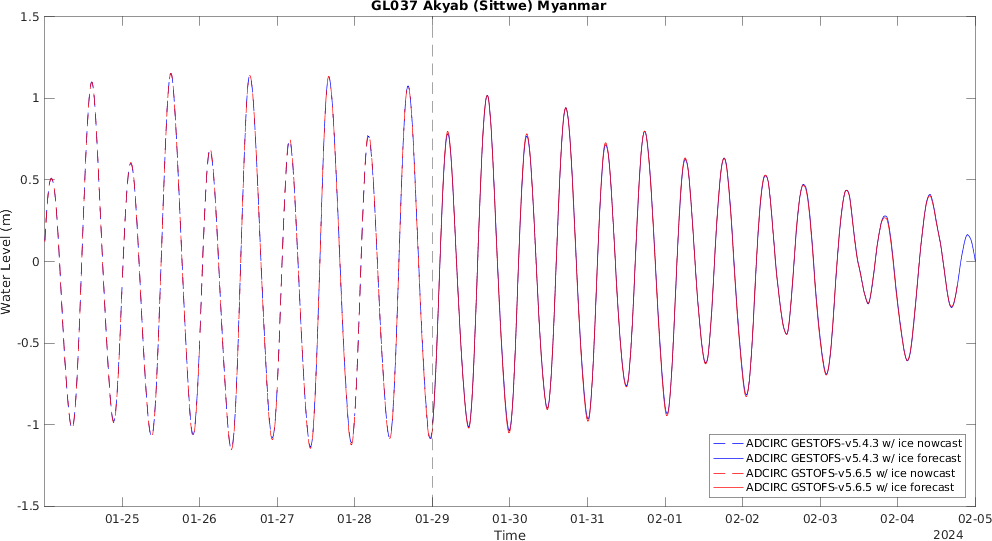 GL037 Akyab (Sittwe) Myanmar
1.5
1
0.5
0
-0.5
-1
-1.5
Water Level (m)
ADCIRC GESTOFS-v5.4.3 w/ ice nowcast
ADCIRC GESTOFS-v5.4.3 w/ ice forecast
ADCIRC GSTOFS-v5.6.5 w/ ice nowcast
ADCIRC GSTOFS-v5.6.5 w/ ice forecast
01-25 01-26 01-27 01-28 01-29 01-30 01-31 02-01 02-02 02-03 02-04 02-05
Time 2024